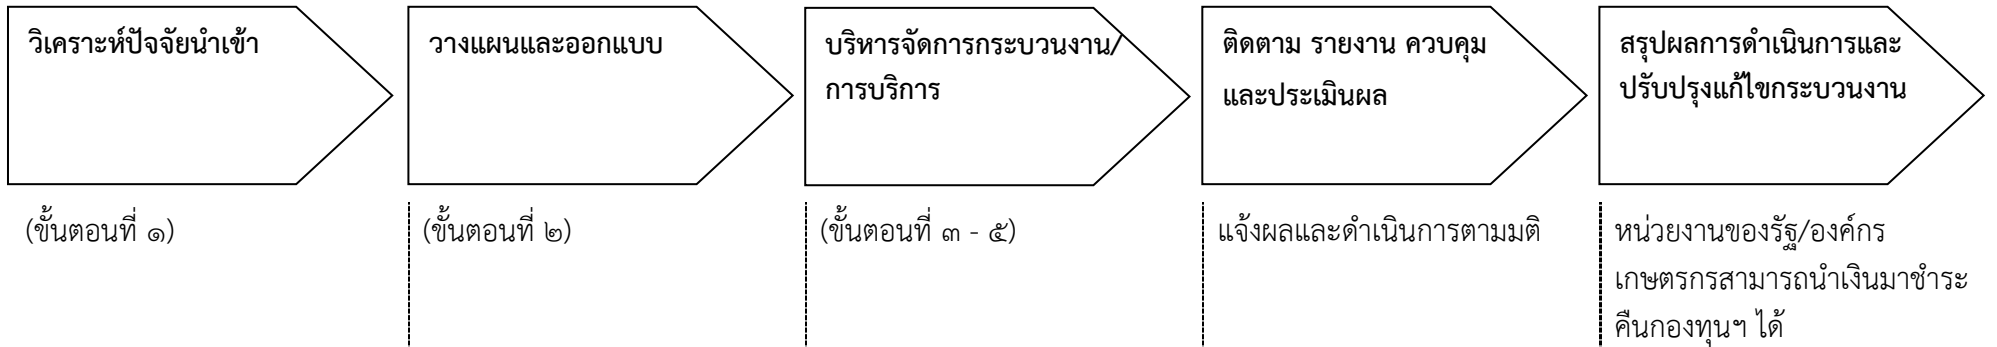 วิเคราะห์ปัจจัยนำเข้า
วางแผนและออกแบบ
บริหารจัดการกระบวนงาน/
การบริการ
ติดตาม รายงาน ควบคุม
และประเมินผล
สรุปผลการดำเนินการและ
ปรับปรุงแก้ไขกระบวนงาน
(ขั้นตอนที่ ๑)
(ขั้นตอนที่ ๒)
(ขั้นตอนที่ ๓ - ๕)
แจ้งผลและดำเนินการตามมติ
หน่วยงานของรัฐ/องค์กร
เกษตรกรสามารถนำเงินมาชำระ
คืนกองทุนฯ ได้